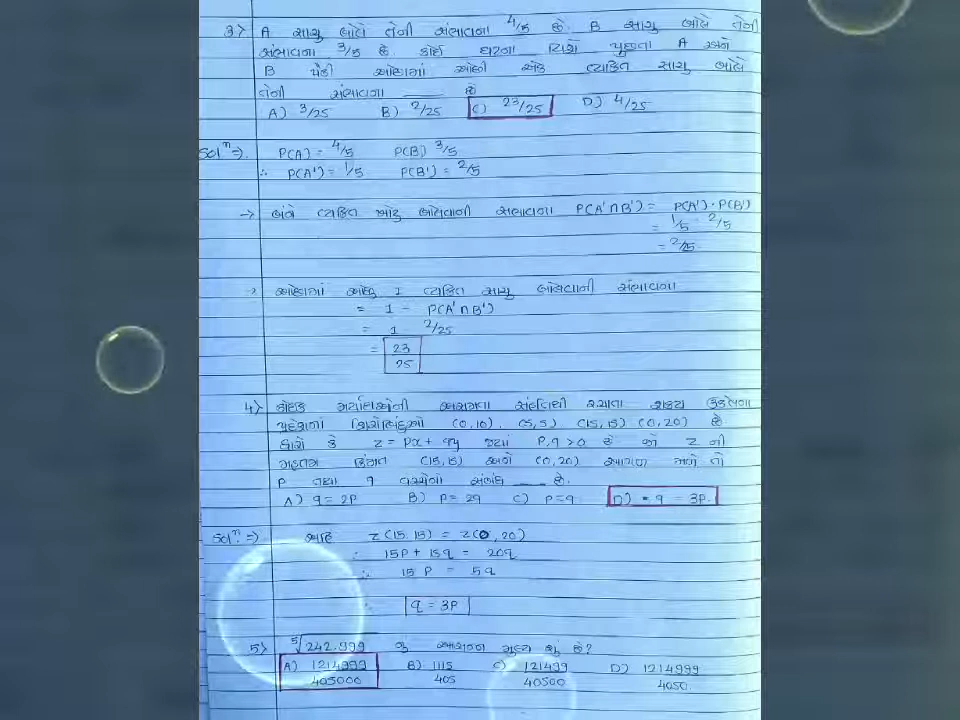 3) A સાચુ બોલે તેની સંભાવના 4/5 છે. B સાચુ બોલે તેની
સંભાવના 3/5 છે. કોઈ ઘટના વિશે પુછતા A અને
B પૈકી ઓછામાં ઓછી એક વ્યકિત સાચુ બોલે
તેની સંભાવના ____ છે
A) 3/25 B) 2/25 C) 23/25 D) 4/25
Solⁿ ⇒ P(A) = 4/5 P(B) 3/5
∴ P(A') = 1/5 P(B') = 2/5
→ બંને વ્યકિત ખોટુ બોલવાની સંભાવના P(A'∩B') = P(A')·P(B')
= 1/5 · 2/5
= 2/25
→ ઓછામાં ઓછુ 1 વ્યકિત સાચુ બોલવાની સંભાવના
= 1 - P(A'∩B')
= 1 - 2/25
= 23/25
4) કોઇક મર્યાદાઓની અસમતા સંહતિથી રચાતા શક્ય ઉકેલના
પ્રદેશનાં શિરોબિંદુઓ (0,10), (5,5) (15,15) (0,20) છે
ધારો કે z = px + qy જ્યાં p,q >0 છે જો z ની
મહત્તમ કિંમત (15,15) અને (0,20) આગળ મળે તો
P તથા q વચ્ચેનો સંબંધ ____ છે.
A) q = 2p B) p = 2q C) p = q D) q = 3p.
Solⁿ ⇒ અહિ z(15,15) = z(0,20)
∴ 15p + 15q = 20q
∴ 15p = 5q
∴ q = 3p
5) ⁵√242.999 નુ આસન્ન મુલ્ય શું છે?
A) 1214999/405000 B) 1115/405 C) 121499/40500 D) 1214999/4050